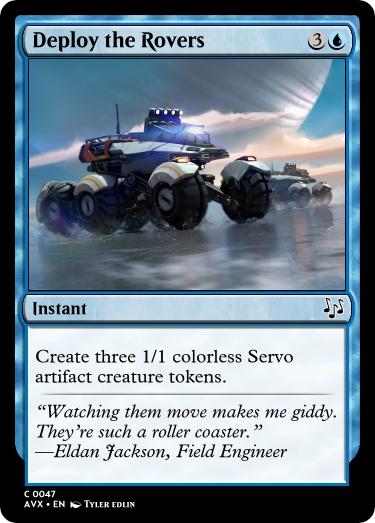 Deploy the Rovers 3
Instant
Create three 1/1 colorless Servo
artifact creature tokens.
“Watching them move makes me giddy.
They’re such a roller coaster.”
—Eldan Jackson, Field Engineer
C 0047
AVX • EN Tyler Edlin